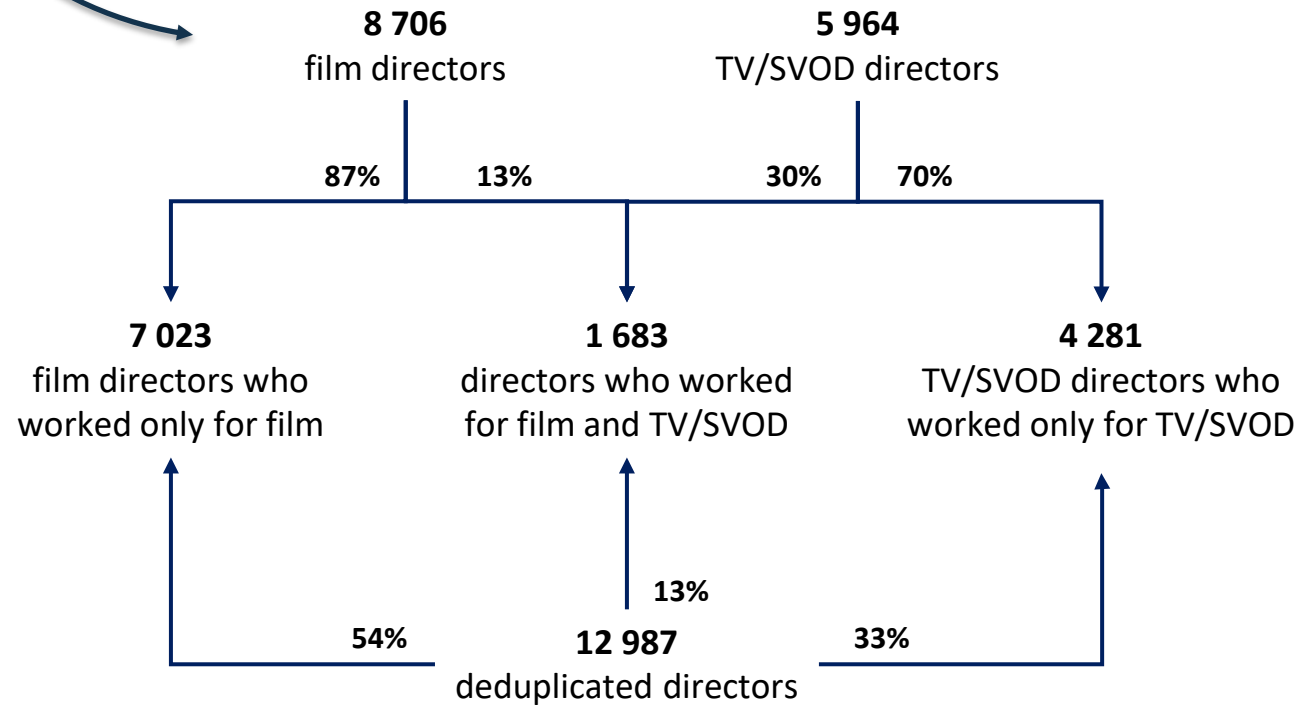 8 706
film directors
5 964
TV/SVOD directors
87%
13%
30%
70%
7 023
film directors who
worked only for film
1 683
directors who worked
for film and TV/SVOD
4 281
TV/SVOD directors who
worked only for TV/SVOD
13%
54%
12 987
33%
deduplicated directors